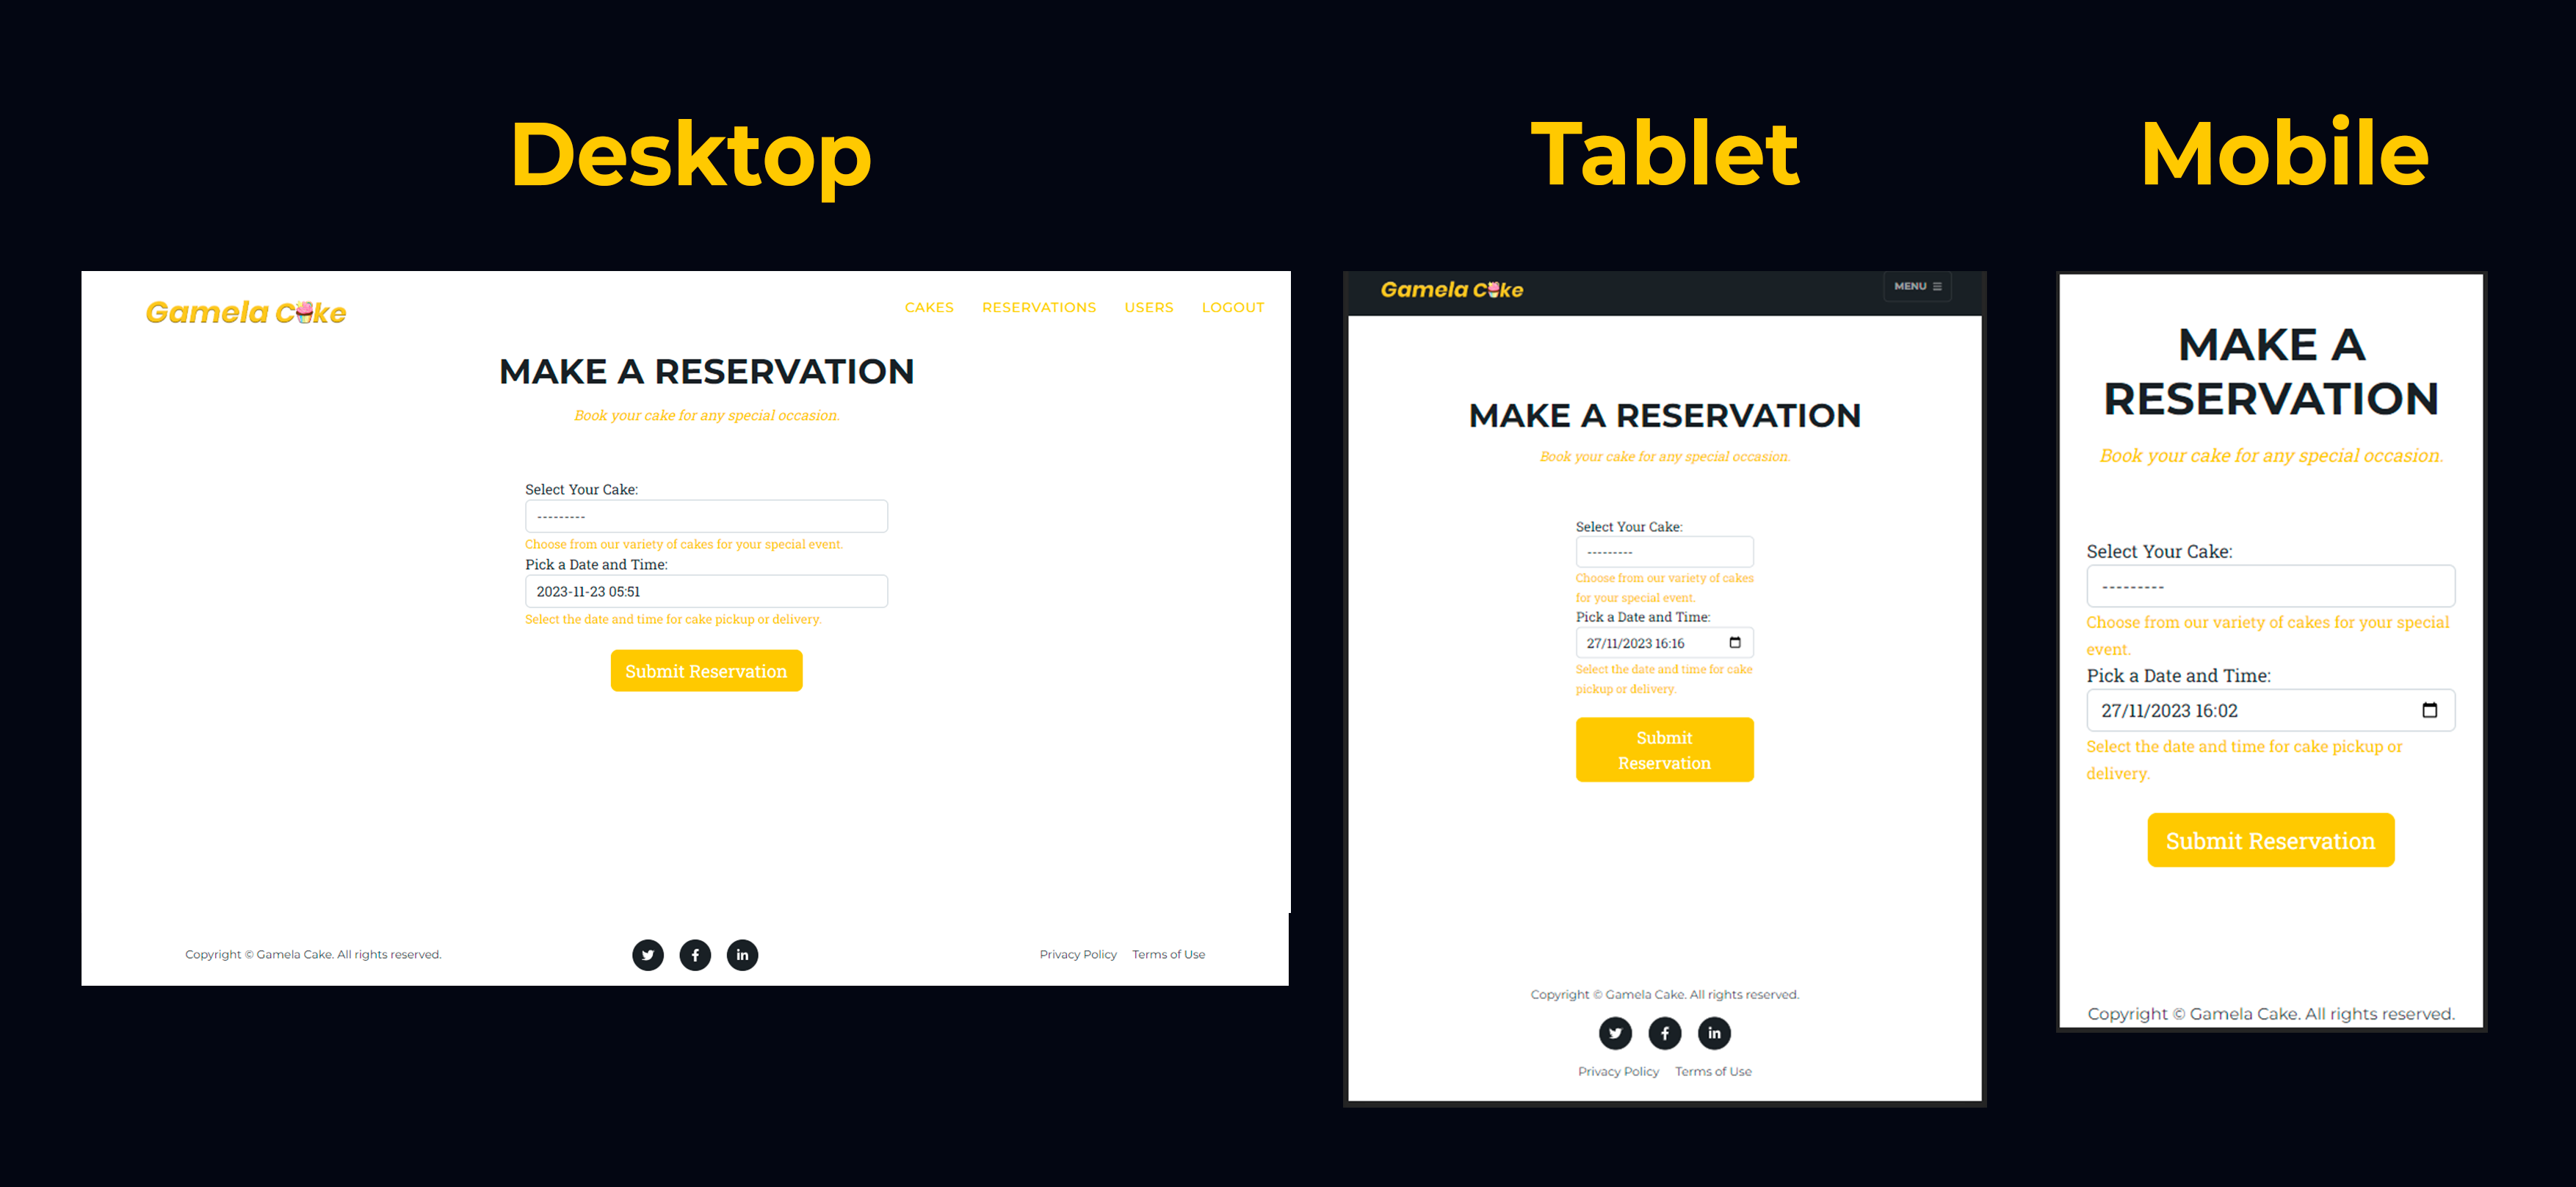 Desktop
Gamela Cake
CAKES RESERVATIONS USERS LOGOUT
MAKE A RESERVATION
Book your cake for any special occasion.
Select Your Cake:
---------
Choose from our variety of cakes for your special event.
Pick a Date and Time:
2023-11-23 05:51
Select the date and time for cake pickup or delivery.
Submit Reservation
Copyright © Gamela Cake. All rights reserved.
Privacy Policy Terms of Use
Tablet
Gamela Cake
MENU
MAKE A RESERVATION
Book your cake for any special occasion.
Select Your Cake:
---------
Choose from our variety of cakes
for your special event.
Pick a Date and Time:
27/11/2023 16:16
Select the date and time for cake
pickup or delivery.
Submit
Reservation
Copyright © Gamela Cake. All rights reserved.
Privacy Policy Terms of Use
Mobile
MAKE A
RESERVATION
Book your cake for any special occasion.
Select Your Cake:
---------
Choose from our variety of cakes for your special
event.
Pick a Date and Time:
27/11/2023 16:02
Select the date and time for cake pickup or
delivery.
Submit Reservation
Copyright © Gamela Cake. All rights reserved.